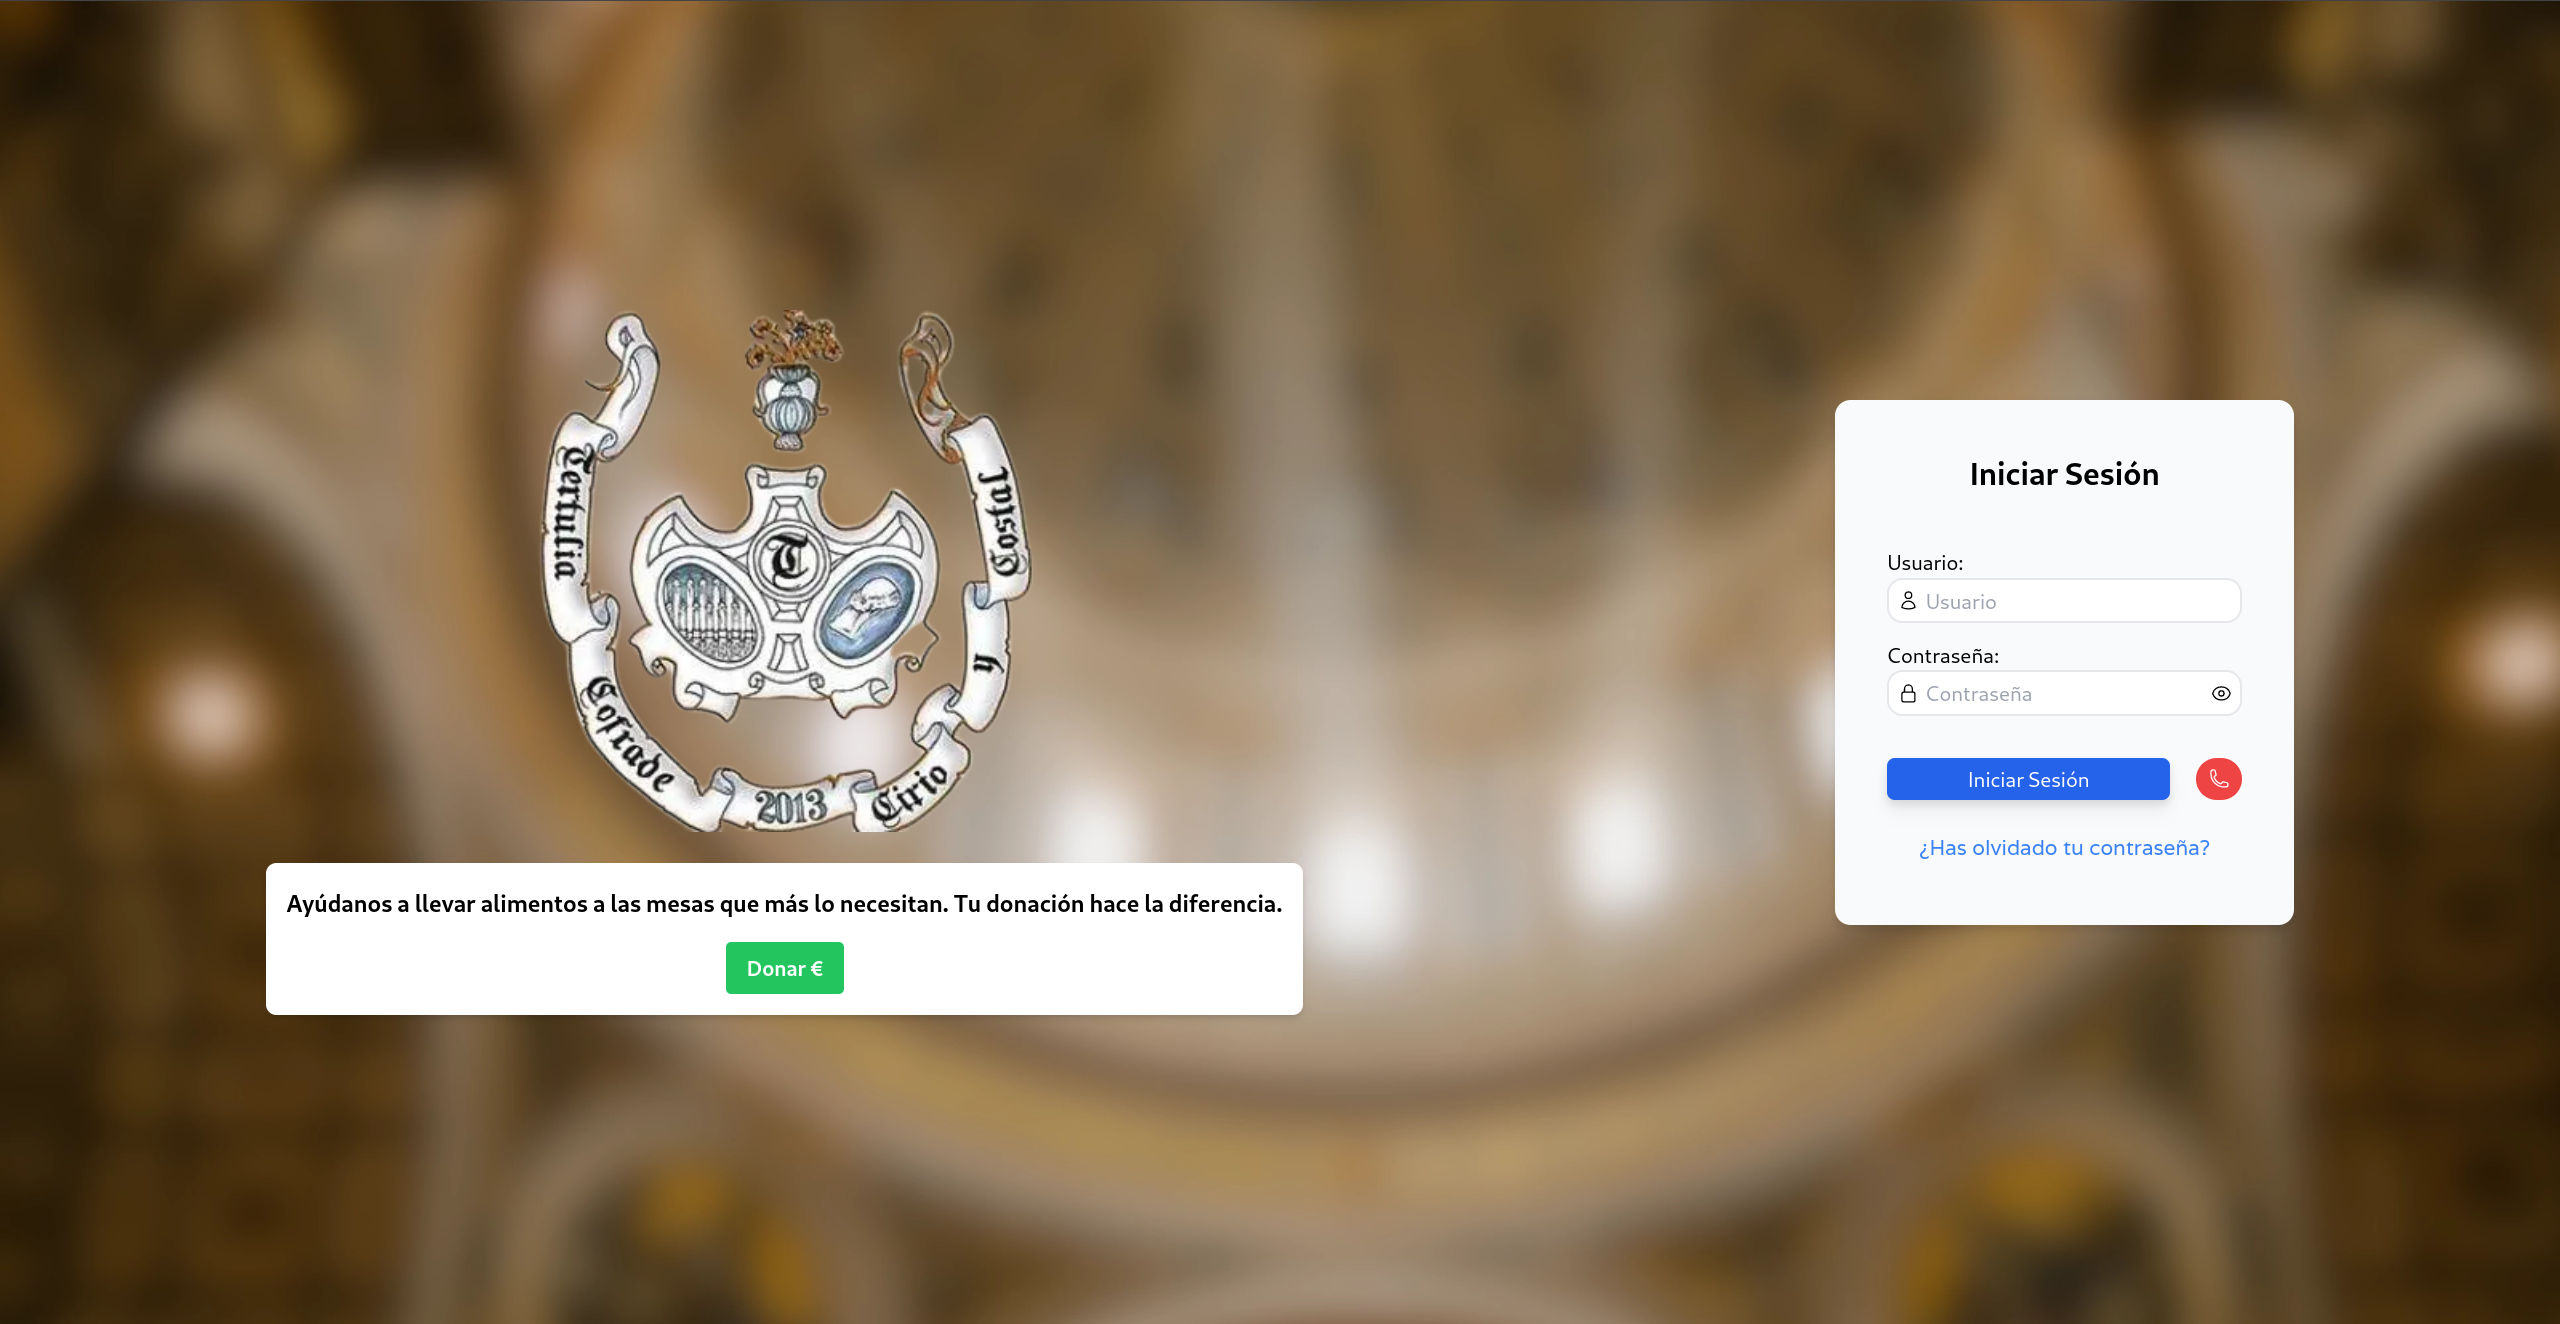 Tertulia
Cofrade
2013
Cirio
y
Costal
T
Ayúdanos a llevar alimentos a las mesas que más lo necesitan. Tu donación hace la diferencia.
Donar €
Iniciar Sesión
Usuario:
Usuario
Contraseña:
Contraseña
Iniciar Sesión
¿Has olvidado tu contraseña?